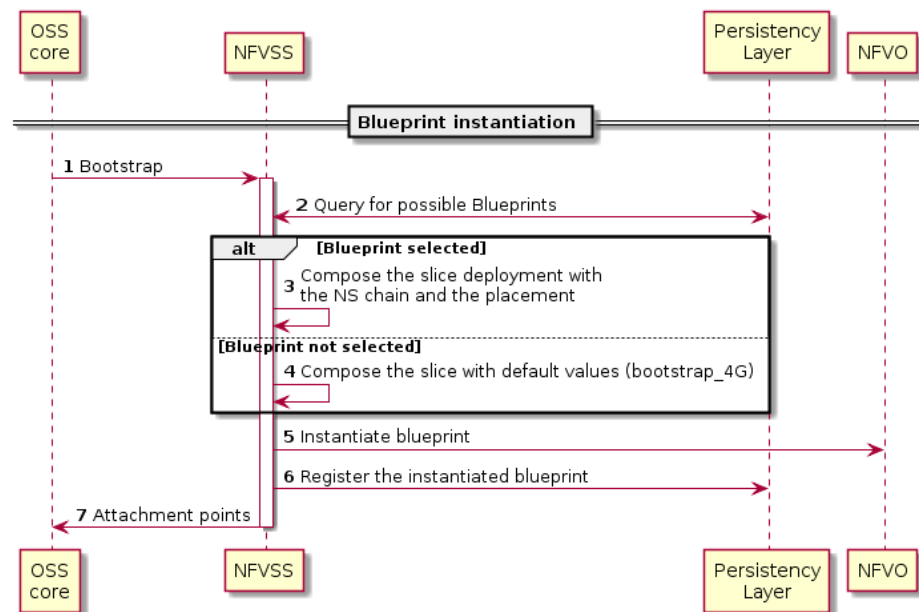 OSS
core
NFVSS
Persistency
Layer
NFVO
Blueprint instantiation
1 Bootstrap
2 Query for possible Blueprints
alt [Blueprint selected]
3 Compose the slice deployment with
the NS chain and the placement
[Blueprint not selected]
4 Compose the slice with default values (bootstrap_4G)
5 Instantiate blueprint
6 Register the instantiated blueprint
7 Attachment points
OSS
core
NFVSS
Persistency
Layer
NFVO